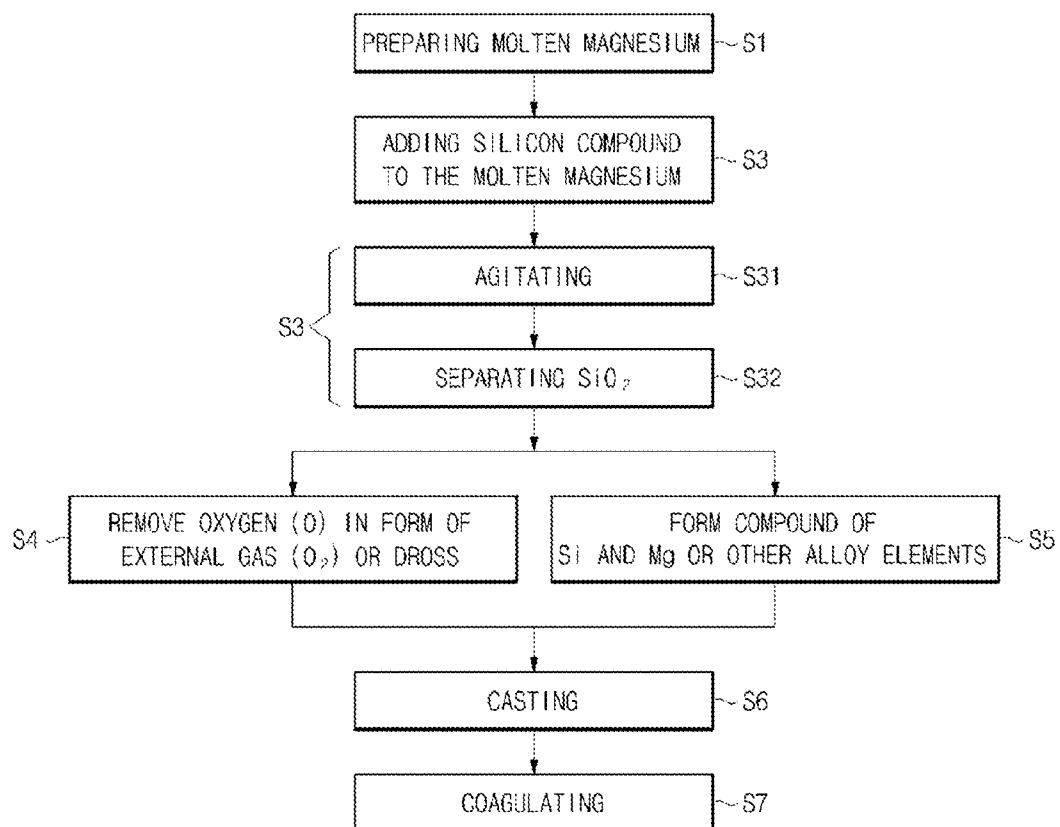 PREPARING MOLTEN MAGNESIUM
S1
ADDING SILICON COMPOUND
TO THE MOLTEN MAGNESIUM
S3
AGITATING
S31
S3
SEPARATING SiO₂
S32
S4
REMOVE OXYGEN (O) IN FORM OF
EXTERNAL GAS (O₂) OR DROSS
FORM COMPOUND OF
Si AND Mg OR OTHER ALLOY ELEMENTS
S5
CASTING
S6
COAGULATING
S7